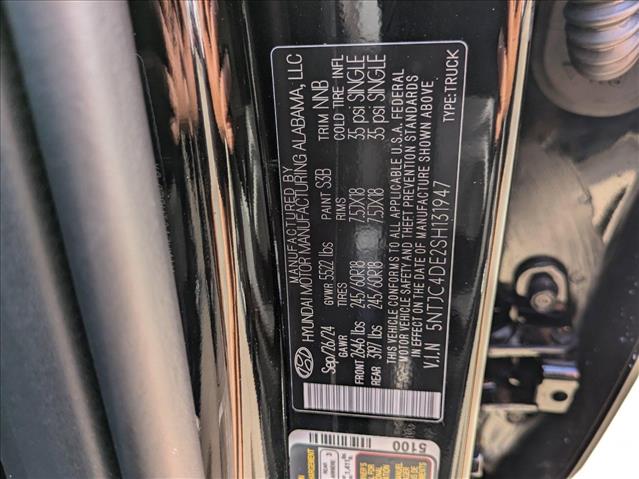 MANUFACTURED BY
HYUNDAI MOTOR MANUFACTURING ALABAMA, LLC
Sep/26/24 GVWR 5522 lbs PAINT S3B TRIM NNB
GAWR TIRES RIMS COLD TIRE INFL
FRONT 2646 lbs 245/60R18 7.5JX18 35 psi SINGLE
REAR 3197 lbs 245/60R18 7.5JX18 35 psi SINGLE
THIS VEHICLE CONFORMS TO ALL APPLICABLE U.S.A. FEDERAL
MOTOR VEHICLE SAFETY AND THEFT PREVENTION STANDARDS
IN EFFECT ON THE DATE OF MANUFACTURE SHOWN ABOVE
V.I.N 5NTJC4DE2SH131947 TYPE:TRUCK
5100
REAR 3